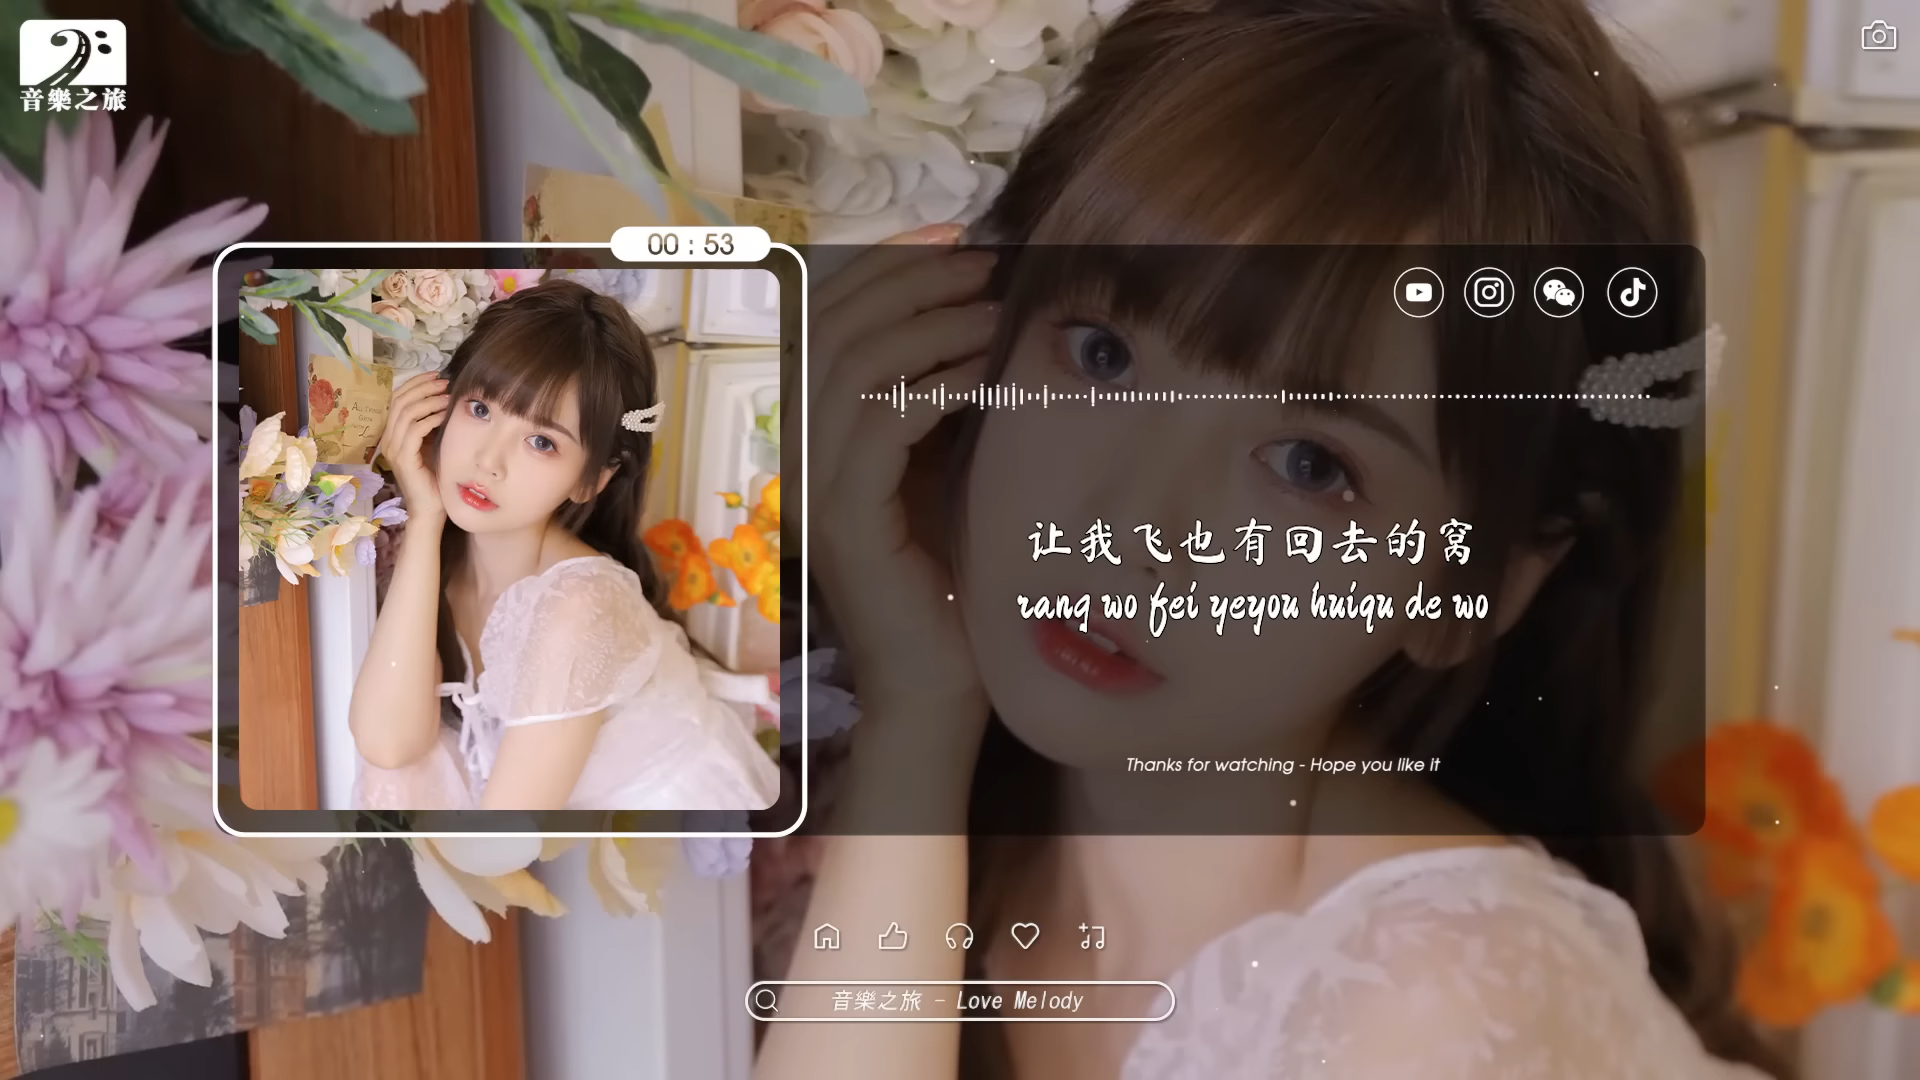 音樂之旅
00 : 53
让我飞也有回去的窝
rang wo fei yeyou huiqu de wo
Thanks for watching - Hope you like it
音樂之旅 - Love Melody